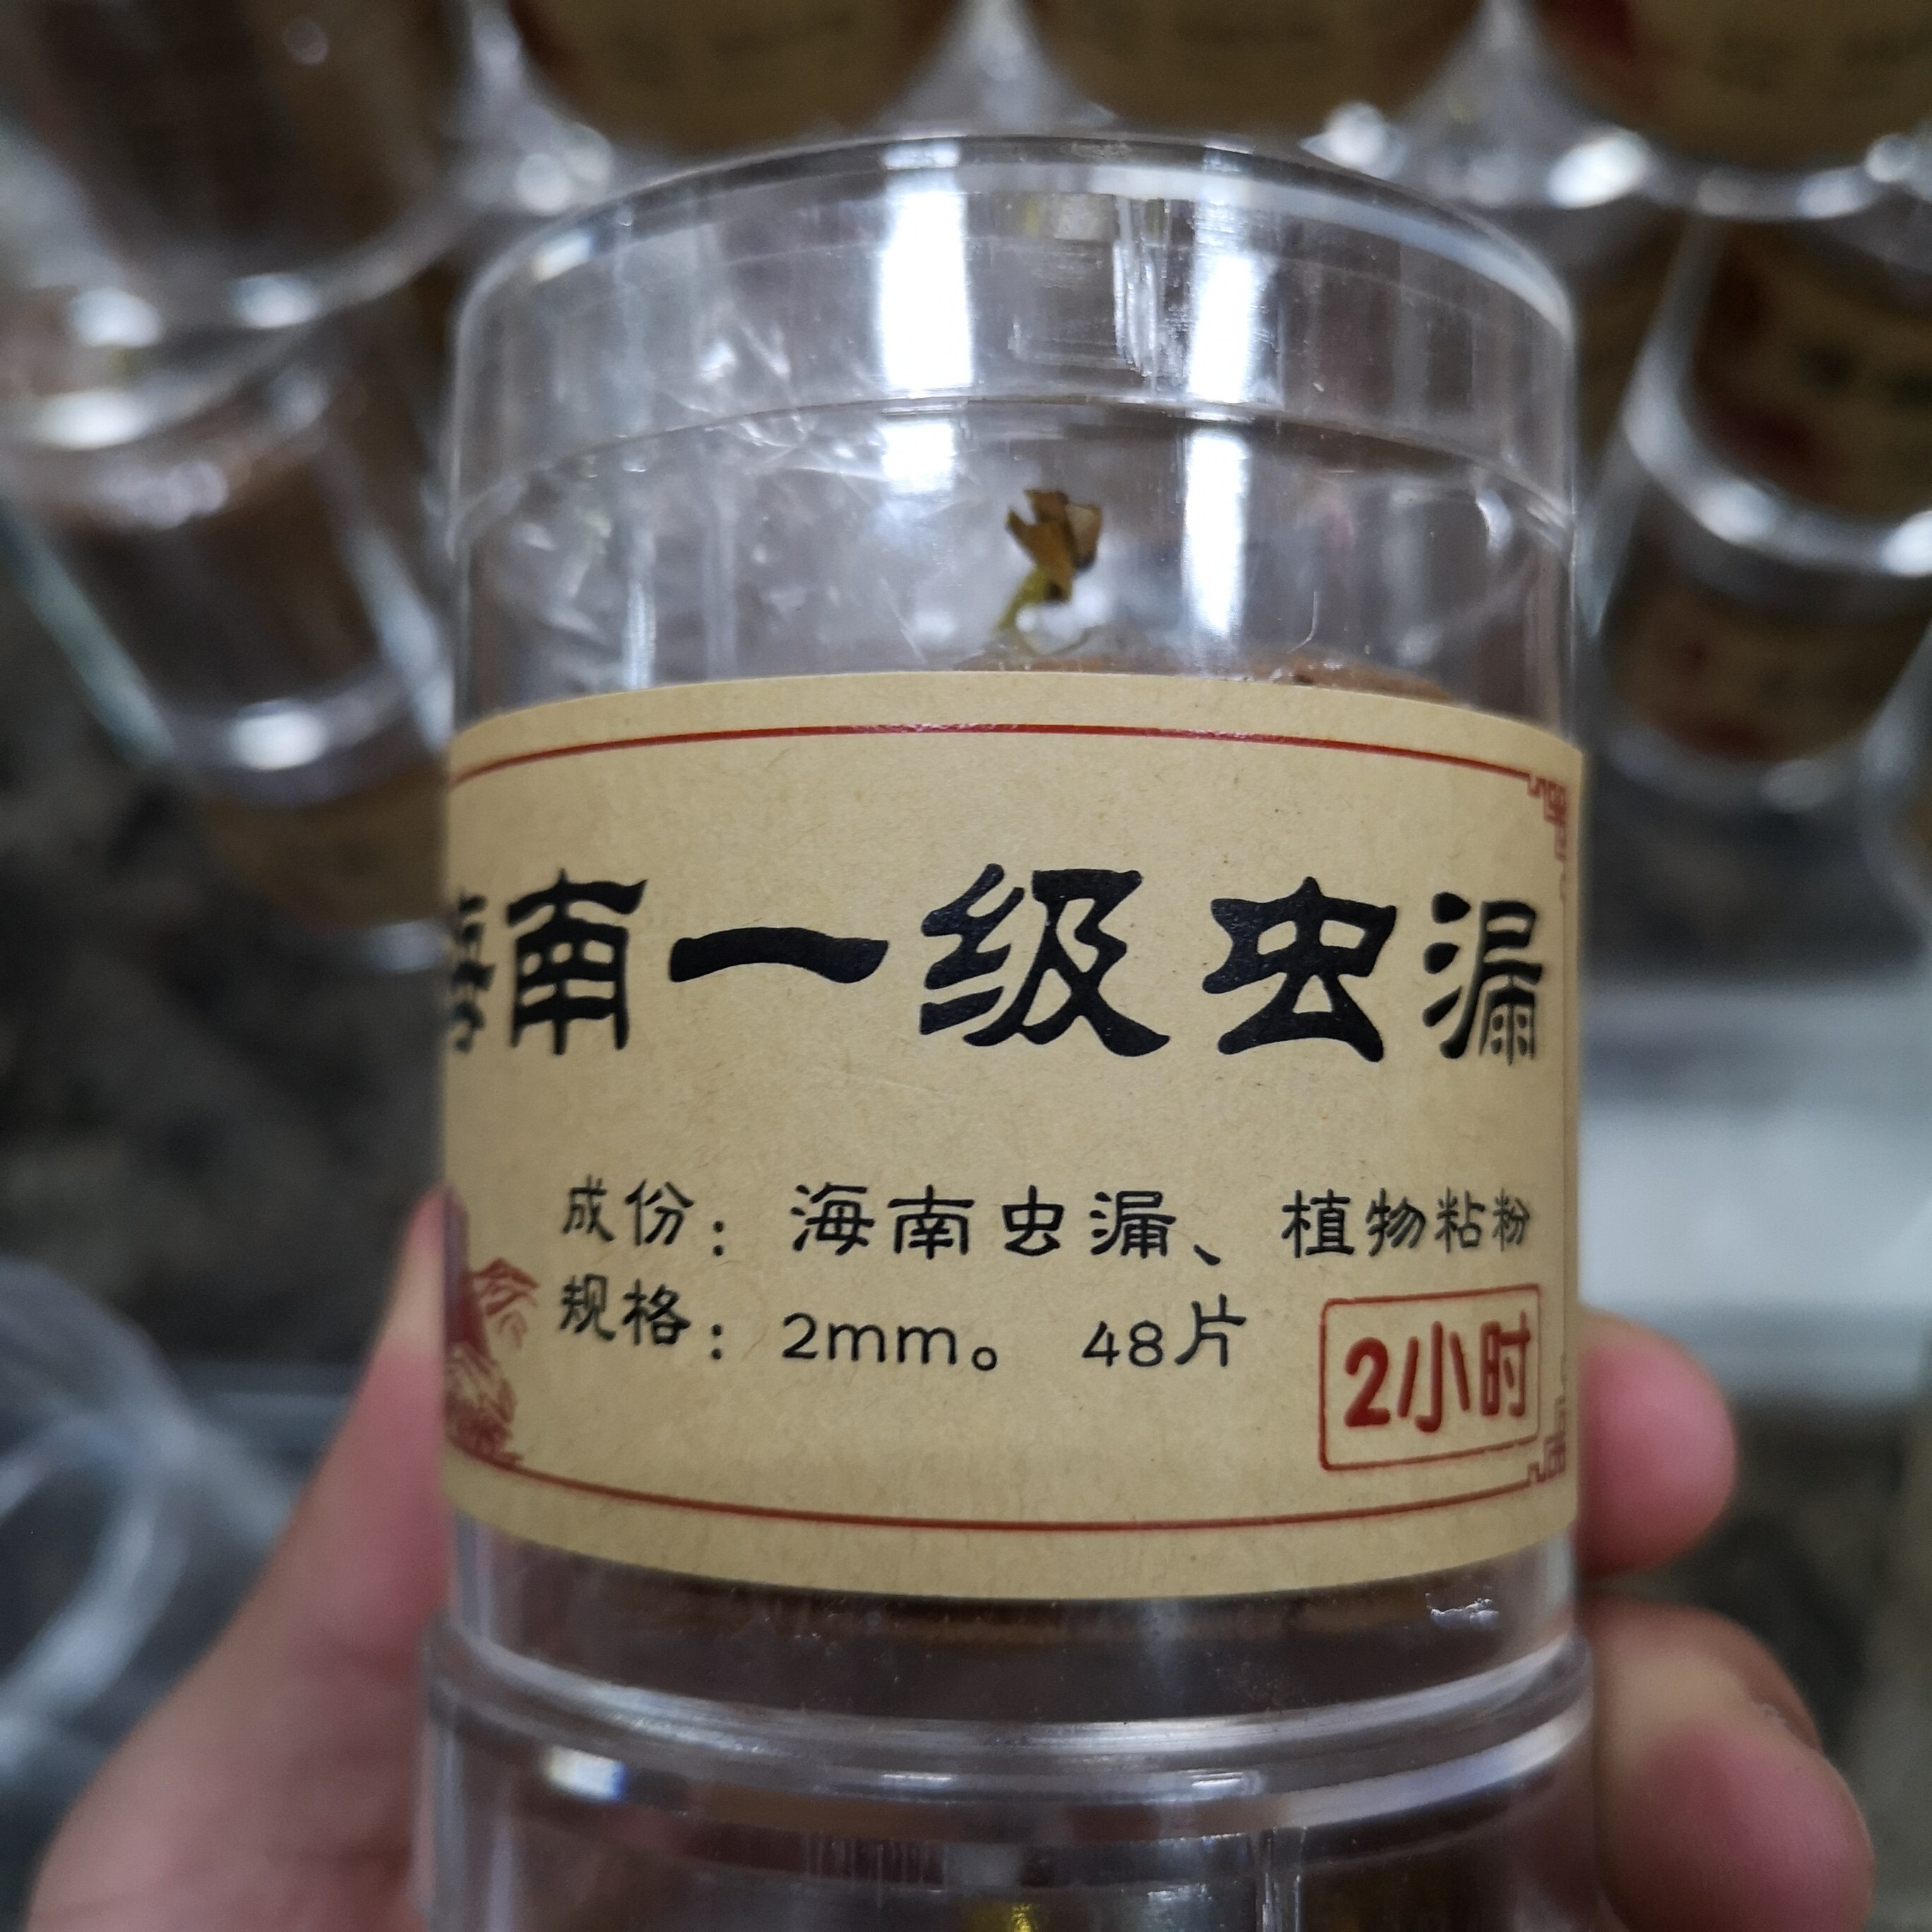 海南一级虫漏
成份：海南虫漏、植物粘粉
规格：2mm。 48片
2小时